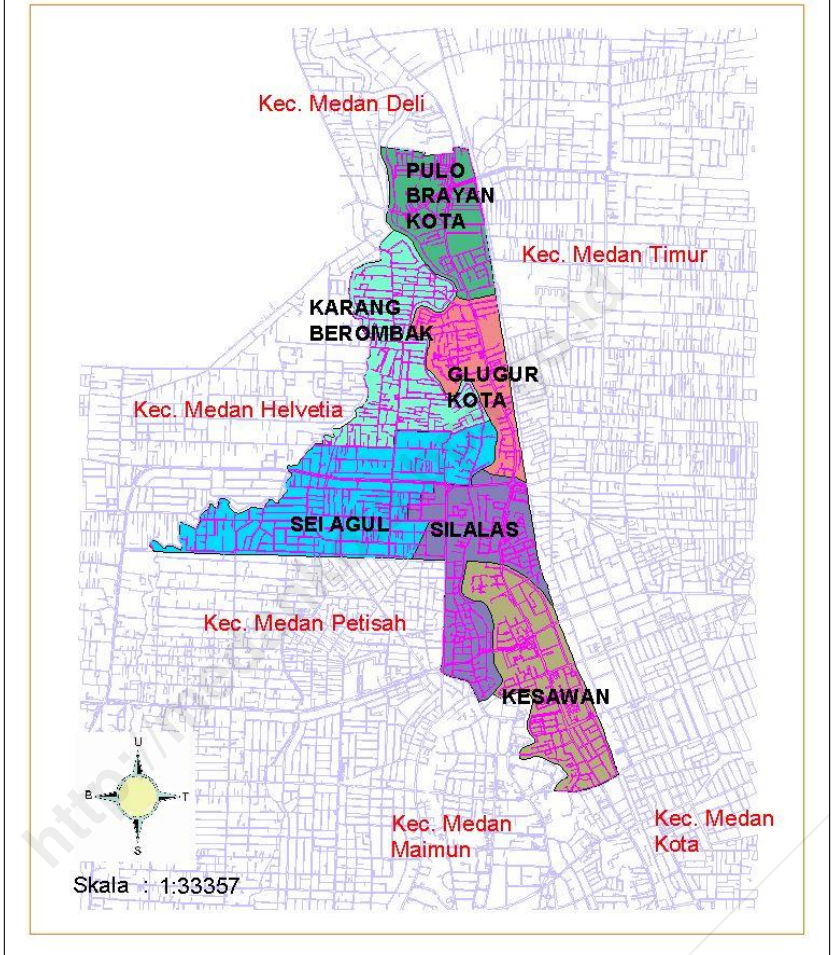 Kec. Medan Deli
PULO
BRAYAN
KOTA
Kec. Medan Timur
KARANG
BEROMBAK
GLUGUR
KOTA
Kec. Medan Helvetia
SEI AGUL
SILALAS
Kec. Medan Petisah
KESAWAN
U
B
T
S
Kec. Medan
Maimun
Kec. Medan
Kota
Skala : 1:33357